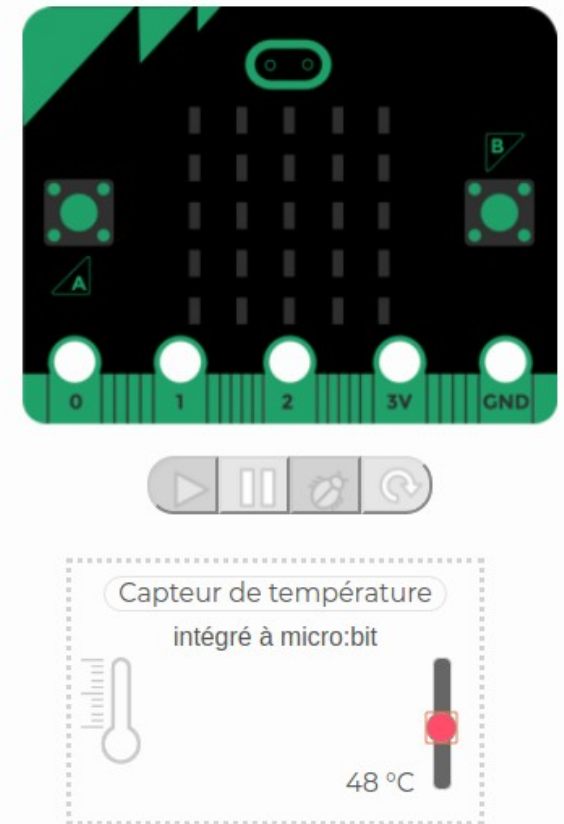 B
A
0 1 2 3V GND
Capteur de température
intégré à micro:bit
48 °C